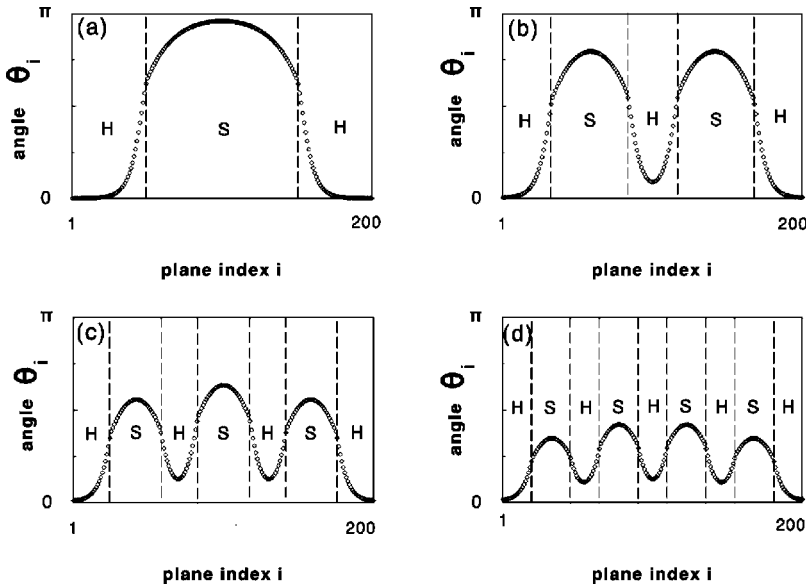 π (a)
angle θi
H S H
0
1 200
plane index i
π (b)
angle θi
H S H S H
0
1 200
plane index i
π (c)
angle θi
H S H S H S H
0
1 200
plane index i
π (d)
angle θi
H S H S H S H S H
0
1 200
plane index i